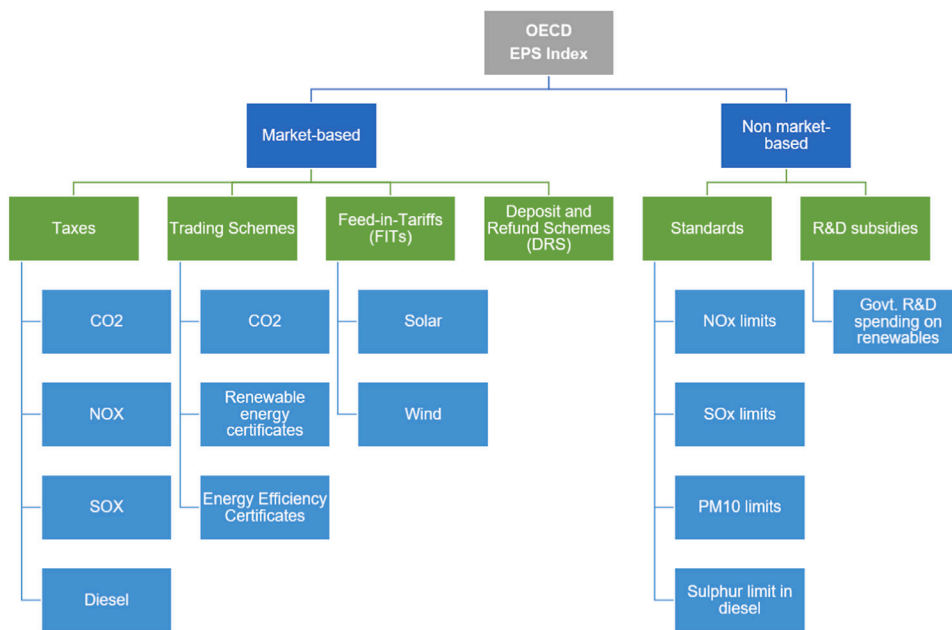 OECD
EPS Index
Market-based
Non market-
based
Taxes
Trading Schemes
Feed-in-Tariffs
(FITs)
Deposit and
Refund Schemes
(DRS)
Standards
R&D subsidies
CO2
CO2
Solar
NOx limits
Govt. R&D
spending on
renewables
NOX
Renewable
energy
certificates
Wind
SOx limits
SOX
Energy Efficiency
Certificates
PM10 limits
Diesel
Sulphur limit in
diesel